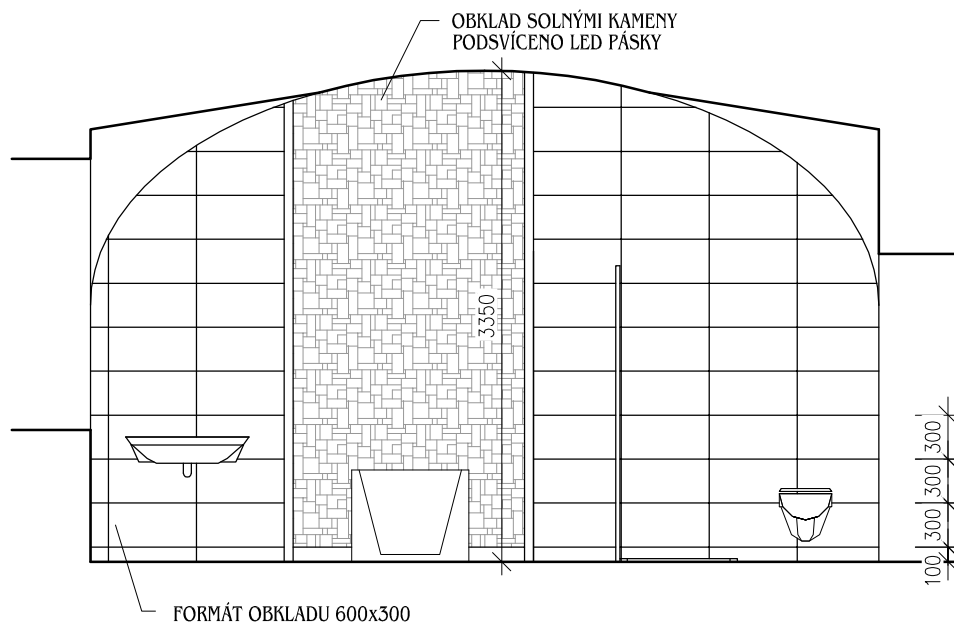 OBKLAD SOLNÝMI KAMENY
PODSVÍCENO LED PÁSKY
3350
300
300
300
100
FORMÁT OBKLADU 600x300